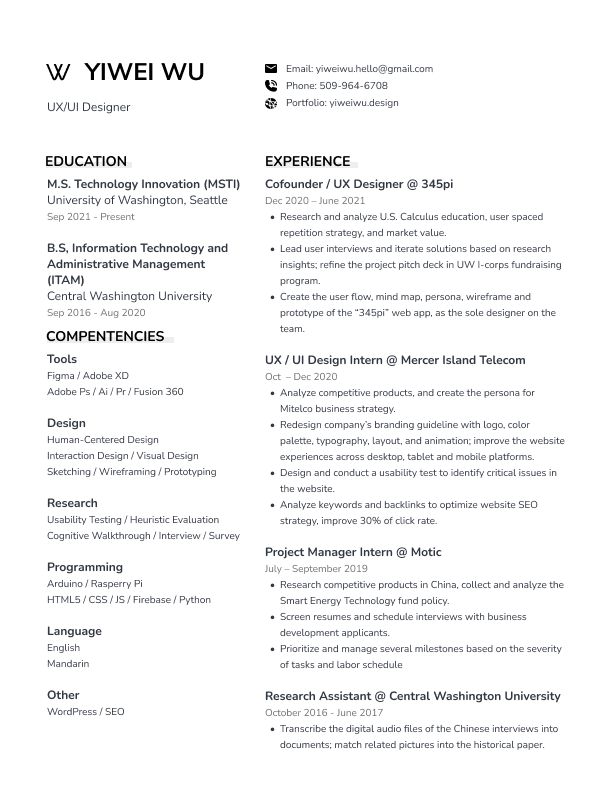 YIWEI WU
UX/UI Designer
Email: yiweiwu.hello@gmail.com
Phone: 509-964-6708
Portfolio: yiweiwu.design
EDUCATION
M.S. Technology Innovation (MSTI)
University of Washington, Seattle
Sep 2021 - Present
B.S, Information Technology and
Administrative Management
(ITAM)
Central Washington University
Sep 2016 - Aug 2020
COMPENTENCIES
Tools
Figma / Adobe XD
Adobe Ps / Ai / Pr / Fusion 360
Design
Human-Centered Design
Interaction Design / Visual Design
Sketching / Wireframing / Prototyping
Research
Usability Testing / Heuristic Evaluation
Cognitive Walkthrough / Interview / Survey
Programming
Arduino / Rasperry Pi
HTML5 / CSS / JS / Firebase / Python
Language
English
Mandarin
Other
WordPress / SEO
EXPERIENCE
Cofounder / UX Designer @ 345pi
Dec 2020 – June 2021
• Research and analyze U.S. Calculus education, user spaced
repetition strategy, and market value.
• Lead user interviews and iterate solutions based on research
insights; refine the project pitch deck in UW I-corps fundraising
program.
• Create the user flow, mind map, persona, wireframe and
prototype of the “345pi” web app, as the sole designer on the
team.
UX / UI Design Intern @ Mercer Island Telecom
Oct – Dec 2020
• Analyze competitive products, and create the persona for
Mitelco business strategy.
• Redesign company’s branding guideline with logo, color
palette, typography, layout, and animation; improve the website
experiences across desktop, tablet and mobile platforms.
• Design and conduct a usability test to identify critical issues in
the website.
• Analyze keywords and backlinks to optimize website SEO
strategy, improve 30% of click rate.
Project Manager Intern @ Motic
July – September 2019
• Research competitive products in China, collect and analyze the
Smart Energy Technology fund policy.
• Screen resumes and schedule interviews with business
development applicants.
• Prioritize and manage several milestones based on the severity
of tasks and labor schedule
Research Assistant @ Central Washington University
October 2016 - June 2017
• Transcribe the digital audio files of the Chinese interviews into
documents; match related pictures into the historical paper.